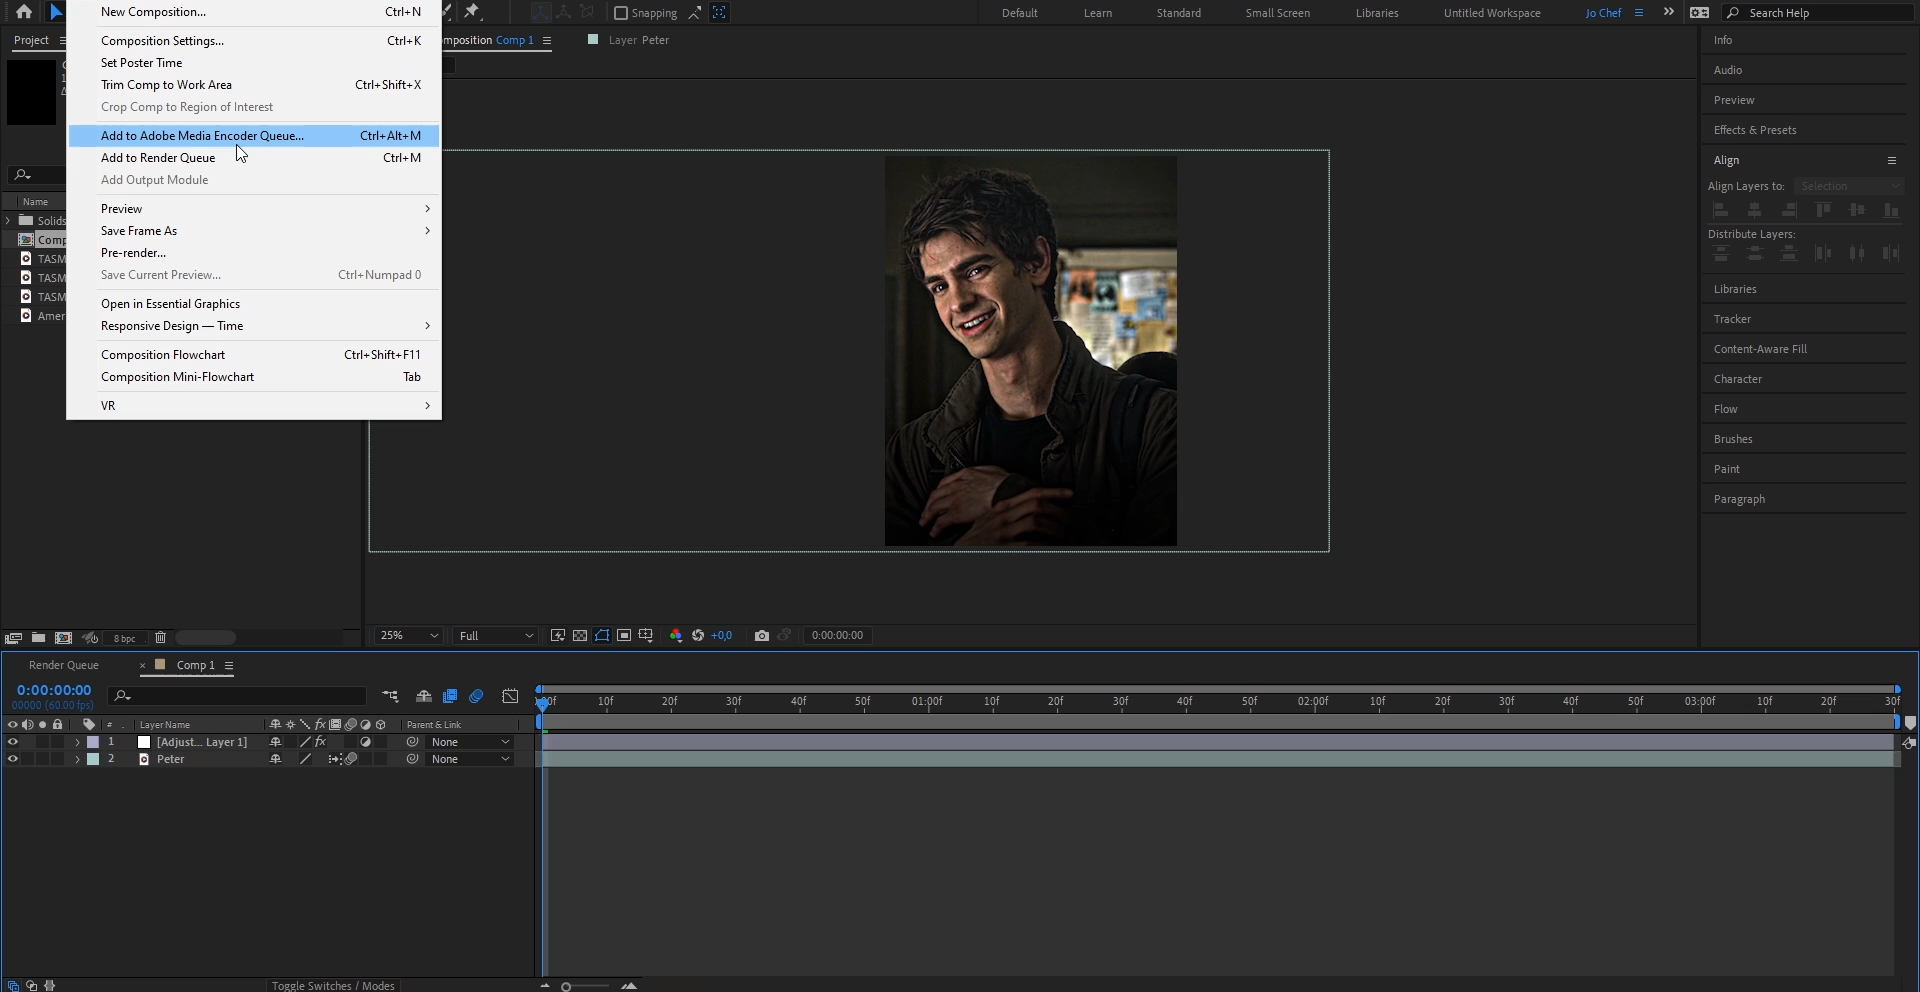 New Composition... Ctrl+N
Composition Settings... Ctrl+K
Set Poster Time
Trim Comp to Work Area Ctrl+Shift+X
Crop Comp to Region of Interest
Add to Adobe Media Encoder Queue... Ctrl+Alt+M
Add to Render Queue Ctrl+M
Add Output Module
Preview
Save Frame As
Pre-render...
Save Current Preview... Ctrl+Numpad 0
Open in Essential Graphics
Responsive Design — Time
Composition Flowchart Ctrl+Shift+F11
Composition Mini-Flowchart Tab
VR
Snapping
Default Learn Standard Small Screen Libraries Untitled Workspace Jo Chef Search Help
Project
mposition Comp 1 Layer Peter
Name
Solids
Comp
TASM
TASM
TASM
Amer
8 bpc
Info
Audio
Preview
Effects & Presets
Align
Align Layers to: Selection
Distribute Layers:
Libraries
Tracker
Content-Aware Fill
Character
Flow
Brushes
Paint
Paragraph
25% Full +0,0 0:00:00:00
Render Queue × Comp 1
0:00:00:00
00000 (60.00 fps)
00f 10f 20f 30f 40f 50f 01:00f 10f 20f 30f 40f 50f 02:00f 10f 20f 30f 40f 50f 03:00f 10f 20f 30f
# Layer Name fx Parent & Link
1 [Adjust... Layer 1] fx None
2 Peter None
Toggle Switches / Modes